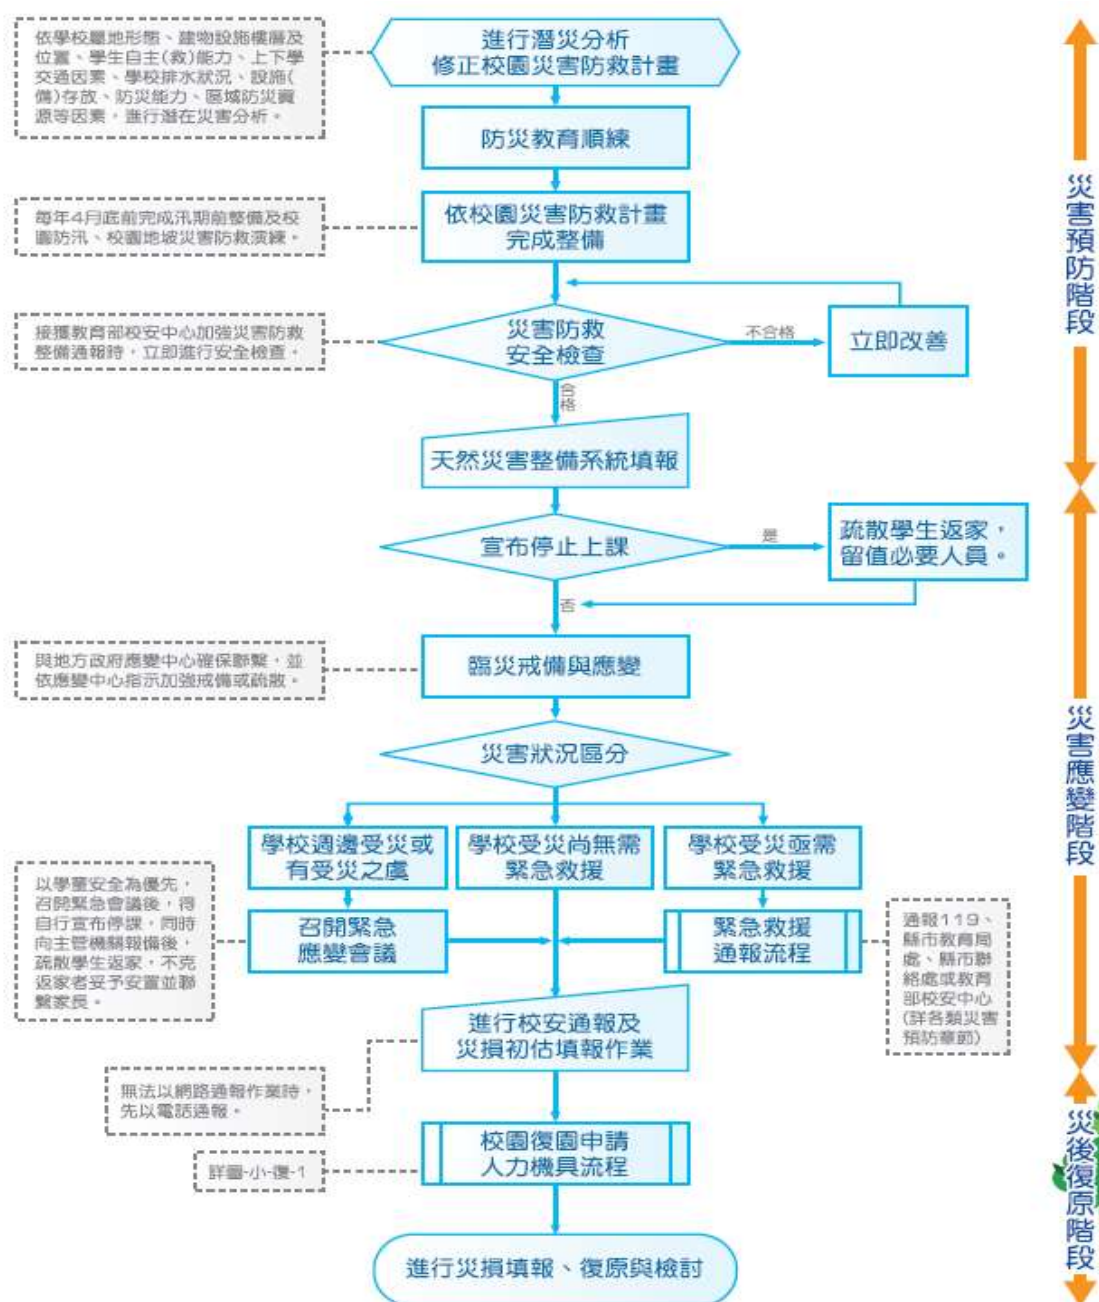 依學校屬地形態、建物設施樓層及
位置、學生自主(救)能力、上下學
交通因素、學校排水狀況、設施(
備)存放、防災能力、區域防災資
源等因素，進行潛在災害分析。
進行潛災分析
修正校園災害防救計畫
防災教育順練
每年4月底前完成汛期前整備及校
園防汛、校園地坡災害防救演練。
依校園災害防救計畫
完成整備
接獲教育部校安中心加強災害防救
整備通報時，立即進行安全檢查，
災害防救
安全檢查
不合格
立即改善
合格
天然災害整備系統填報
宣布停止上課
是
疏散學生返家，
留值必要人員。
否
與地方政府應變中心確保聯繫，並
依應變中心指示加強戒備或疏散。
臨災戒備與應變
災害狀況區分
學校週邊受災或
有受災之虞
學校受災尚無需
緊急救援
學校受災亟需
緊急救援
以學童安全為優先，
召開緊急會議後，得
自行宣布停課，同時
向主管機關報備後，
疏散學生返家，不克
返家者妥予安置並聯
繫家長。
召開緊急
應變會議
緊急救援
通報流程
通報119、
縣市教育局
處、縣市聯
絡處或教育
部校安中心
(詳各類災害
預防章節)
進行校安通報及
災損初估填報作業
無法以網路通報作業時，
先以電話通報。
校園復園申請
人力機具流程
詳圖-小-復-1
進行災損填報、復原與檢討
災害預防階段
災害應變階段
災後復原階段